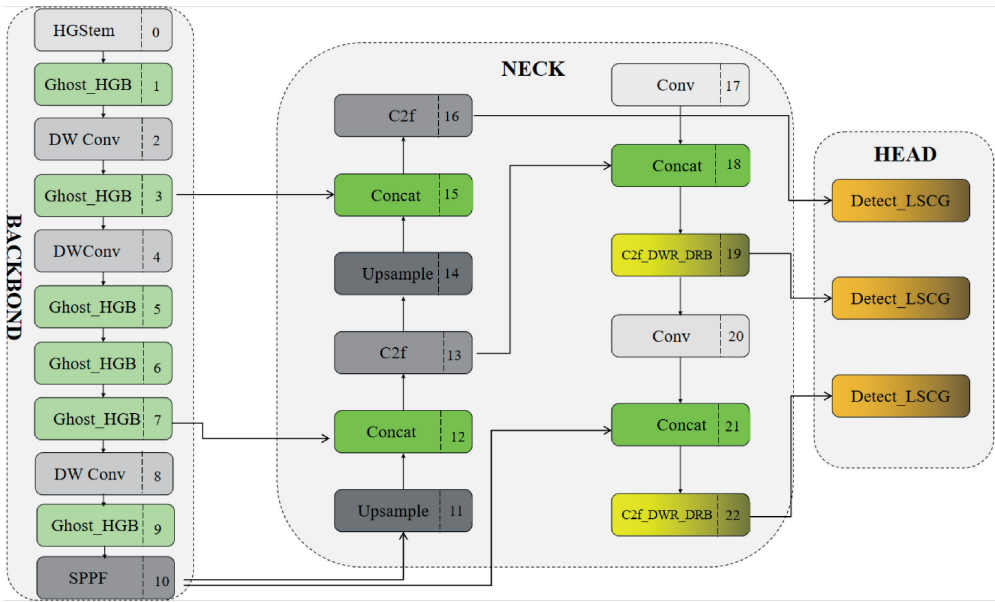 BACKBOND
HGStem 0
Ghost_HGB 1
DW Conv 2
Ghost_HGB 3
DWConv 4
Ghost_HGB 5
Ghost_HGB 6
Ghost_HGB 7
DW Conv 8
Ghost_HGB 9
SPPF 10
NECK
C2f 16
Concat 15
Upsample 14
C2f 13
Concat 12
Upsample 11
Conv 17
Concat 18
C2f_DWR_DRB 19
Conv 20
Concat 21
C2f_DWR_DRB 22
HEAD
Detect_LSCG
Detect_LSCG
Detect_LSCG